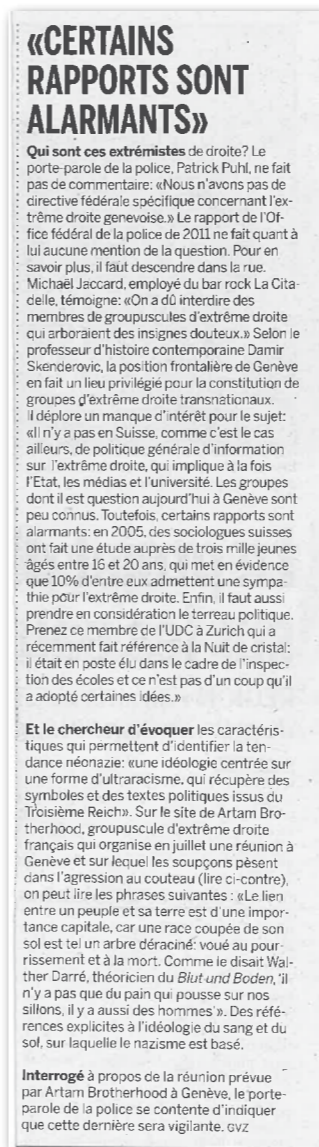 «CERTAINS
RAPPORTS SONT
ALARMANTS»
Qui sont ces extrémistes de droite? Le
porte-parole de la police, Patrick Puhl, ne fait
pas de commentaire: «Nous n'avons pas de
directive fédérale spécifique concernant l'ex-
trême droite genevoise.» Le rapport de l'Of-
fice fédéral de la police de 2011 ne fait quant à
lui aucune mention de la question. Pour en
savoir plus, il faut descendre dans la rue.
Michaël Jaccard, employé du bar rock La Cita-
delle, témoigne: «On a dû interdire des
membres de groupuscules d'extrême droite
qui arboraient des insignes douteux.» Selon le
professeur d'histoire contemporaine Damir
Skenderovic, la position frontalière de Genève
en fait un lieu privilégié pour la constitution de
groupes d'extrême droite transnationaux.
Il déplore un manque d'intérêt pour le sujet:
«Il n'y a pas en Suisse, comme c'est le cas
ailleurs, de politique générale d'information
sur l'extrême droite, qui implique à la fois
l'Etat, les médias et l'université. Les groupes
dont il est question aujourd'hui à Genève sont
peu connus. Toutefois, certains rapports sont
alarmants: en 2005, des sociologues suisses
ont fait une étude auprès de trois mille jeunes
âgés entre 16 et 20 ans, qui met en évidence
que 10% d'entre eux admettent une sympa-
thie pour l'extrême droite. Enfin, il faut aussi
prendre en considération le terreau politique.
Prenez ce membre de l'UDC à Zurich qui a
récemment fait référence à la Nuit de cristal:
il était en poste élu dans le cadre de l'inspec-
tion des écoles et ce n'est pas d'un coup qu'il
a adopté certaines idées.»
Et le chercheur d'évoquer les caractéris-
tiques qui permettent d'identifier la ten-
dance néonazie: «une idéologie centrée sur
une forme d'ultraracisme, qui récupère des
symboles et des textes politiques issus du
Troisième Reich». Sur le site de Artam Bro-
therhood, groupuscule d'extrême droite
français qui organise en juillet une réunion à
Genève et sur lequel les soupçons pèsent
dans l'agression au couteau (lire ci-contre),
on peut lire les phrases suivantes : «Le lien
entre un peuple et sa terre est d'une impor-
tance capitale, car une race coupée de son
sol est tel un arbre déraciné: voué au pour-
rissement et à la mort. Comme le disait Wal-
ther Darré, théoricien du Blut und Boden, 'il
n'y a pas que du pain qui pousse sur nos
sillons, il y a aussi des hommes'». Des réfé-
rences explicites à l'idéologie du sang et du
sol, sur laquelle le nazisme est basé.
Interrogé à propos de la réunion prévue
par Artam Brotherhood à Genève, le porte-
parole de la police se contente d'indiquer
que cette dernière sera vigilante. GVZ